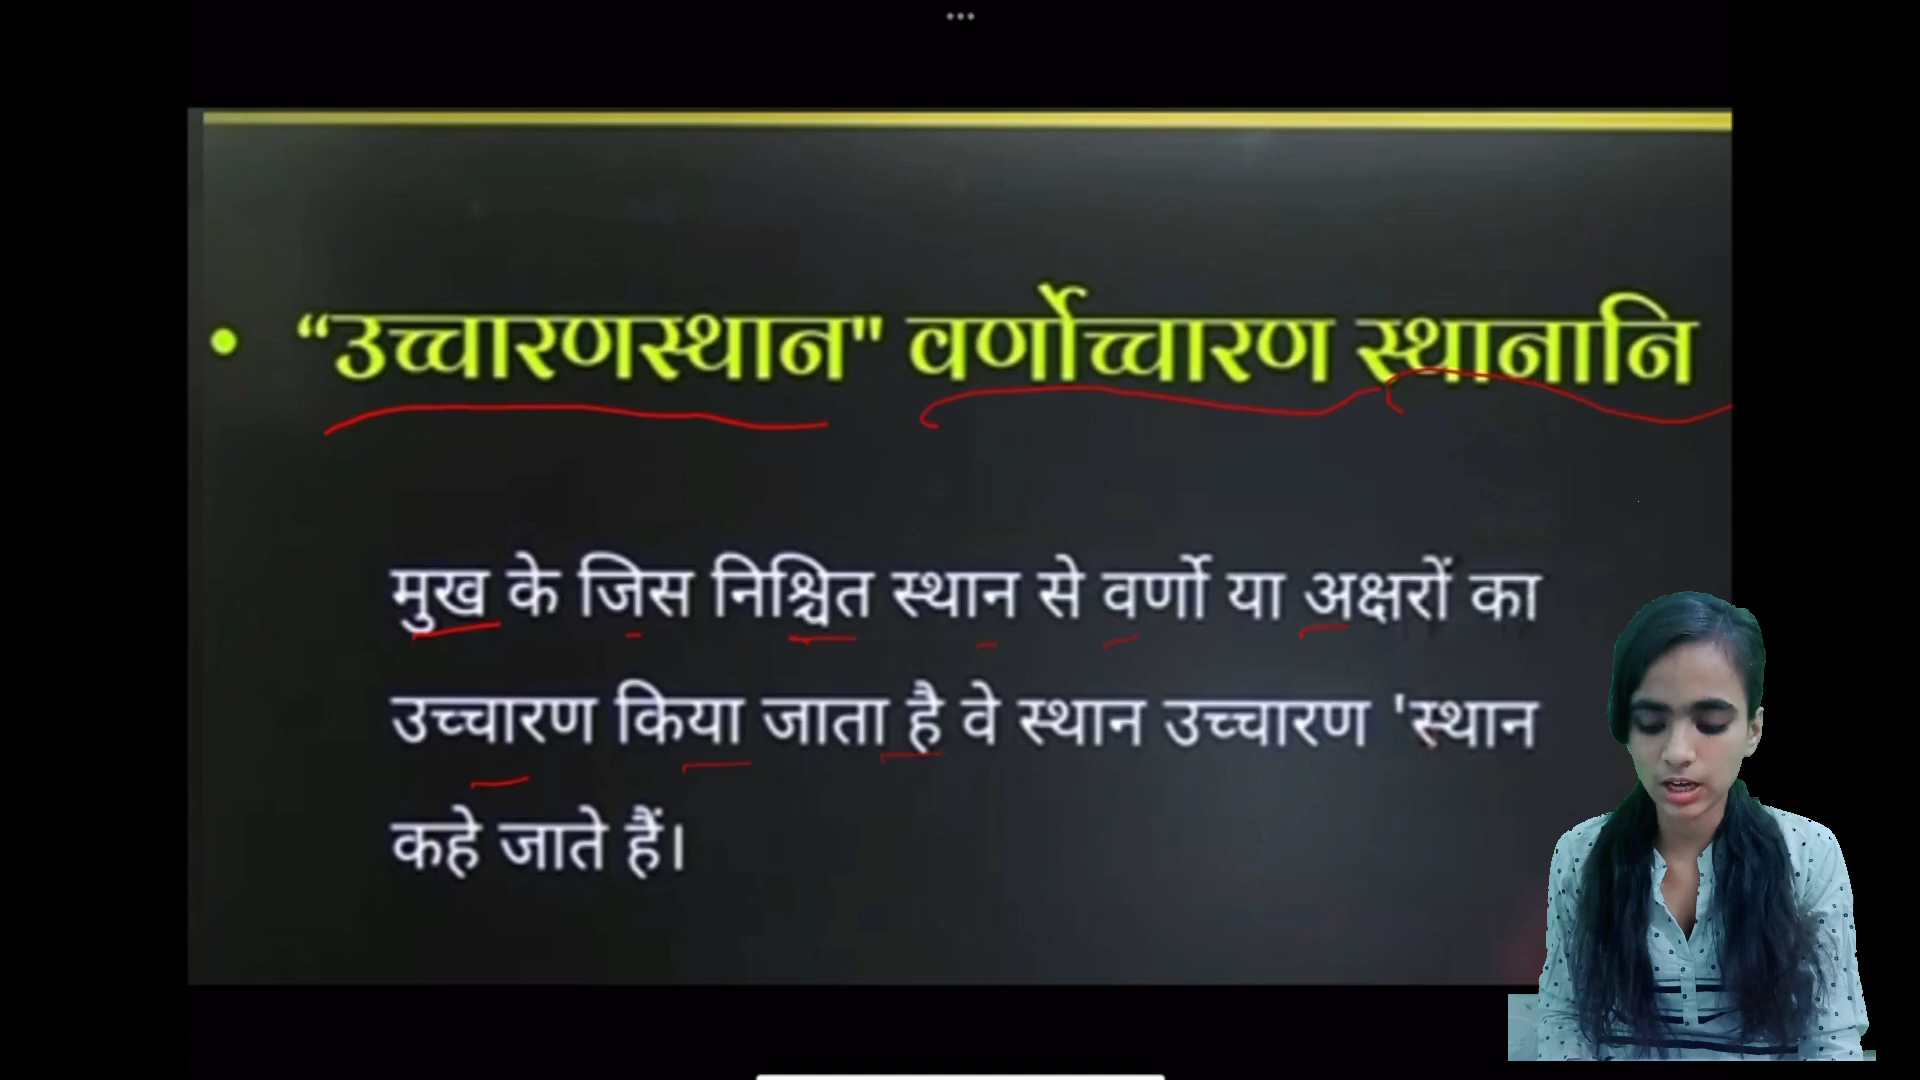 • “उच्चारणस्थान" वर्णोच्चारण स्थानानि
मुख के जिस निश्चित स्थान से वर्णो या अक्षरों का
उच्चारण किया जाता है वे स्थान उच्चारण 'स्थान
कहे जाते हैं।